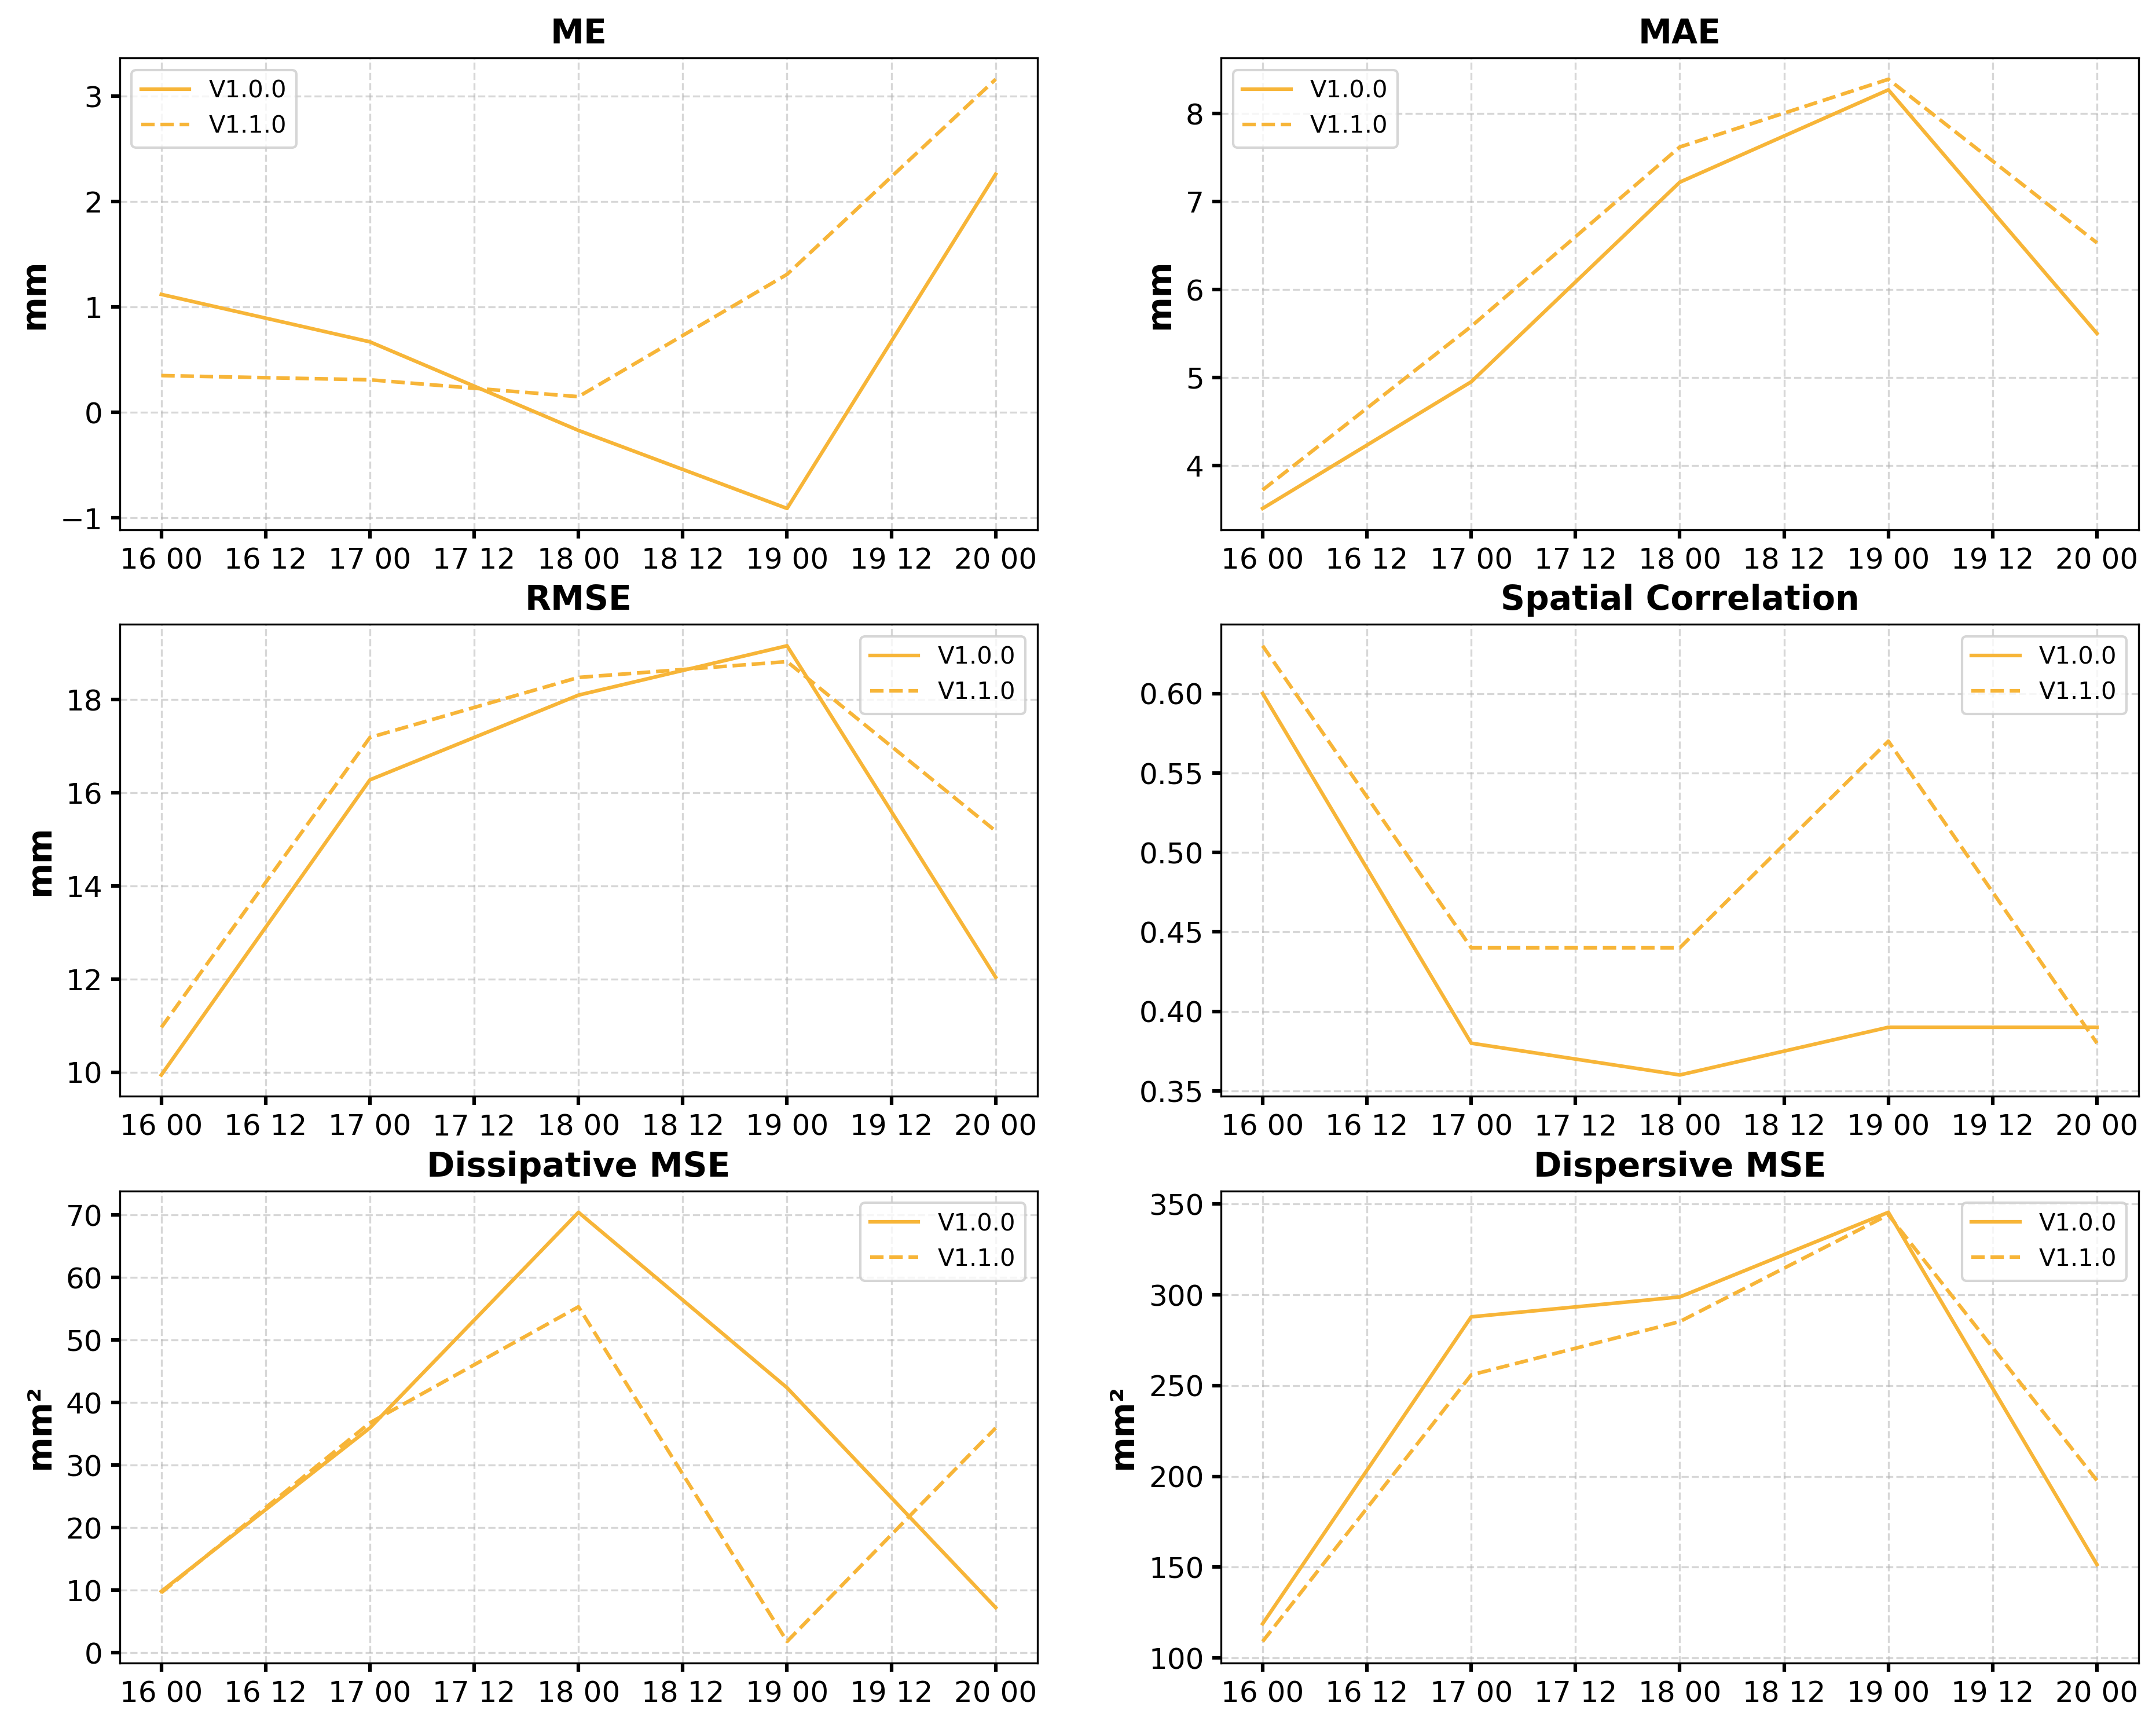 ME
mm
3
2
1
0
−1
V1.0.0
V1.1.0
16 00 16 12 17 00 17 12 18 00 18 12 19 00 19 12 20 00
MAE
mm
8
7
6
5
4
V1.0.0
V1.1.0
16 00 16 12 17 00 17 12 18 00 18 12 19 00 19 12 20 00
RMSE
mm
18
16
14
12
10
V1.0.0
V1.1.0
16 00 16 12 17 00 17 12 18 00 18 12 19 00 19 12 20 00
Spatial Correlation
0.60
0.55
0.50
0.45
0.40
0.35
V1.0.0
V1.1.0
16 00 16 12 17 00 17 12 18 00 18 12 19 00 19 12 20 00
Dissipative MSE
mm²
70
60
50
40
30
20
10
0
V1.0.0
V1.1.0
16 00 16 12 17 00 17 12 18 00 18 12 19 00 19 12 20 00
Dispersive MSE
mm²
350
300
250
200
150
100
V1.0.0
V1.1.0
16 00 16 12 17 00 17 12 18 00 18 12 19 00 19 12 20 00